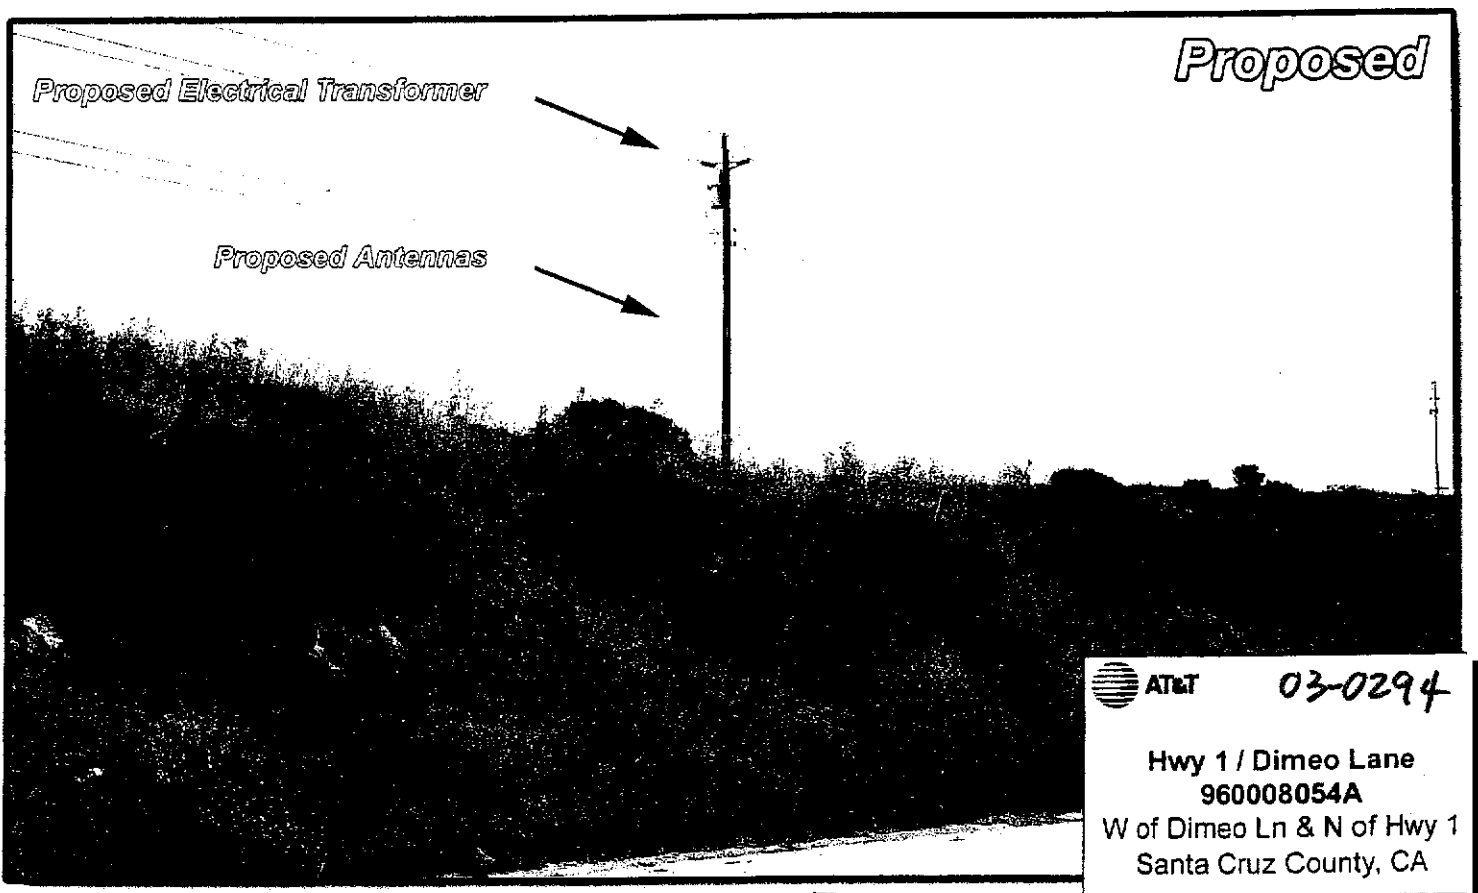 Proposed
Proposed Electrical Transformer
Proposed Antennas
AT&T 03-0294
Hwy 1 / Dimeo Lane
960008054A
W of Dimeo Ln & N of Hwy 1
Santa Cruz County, CA